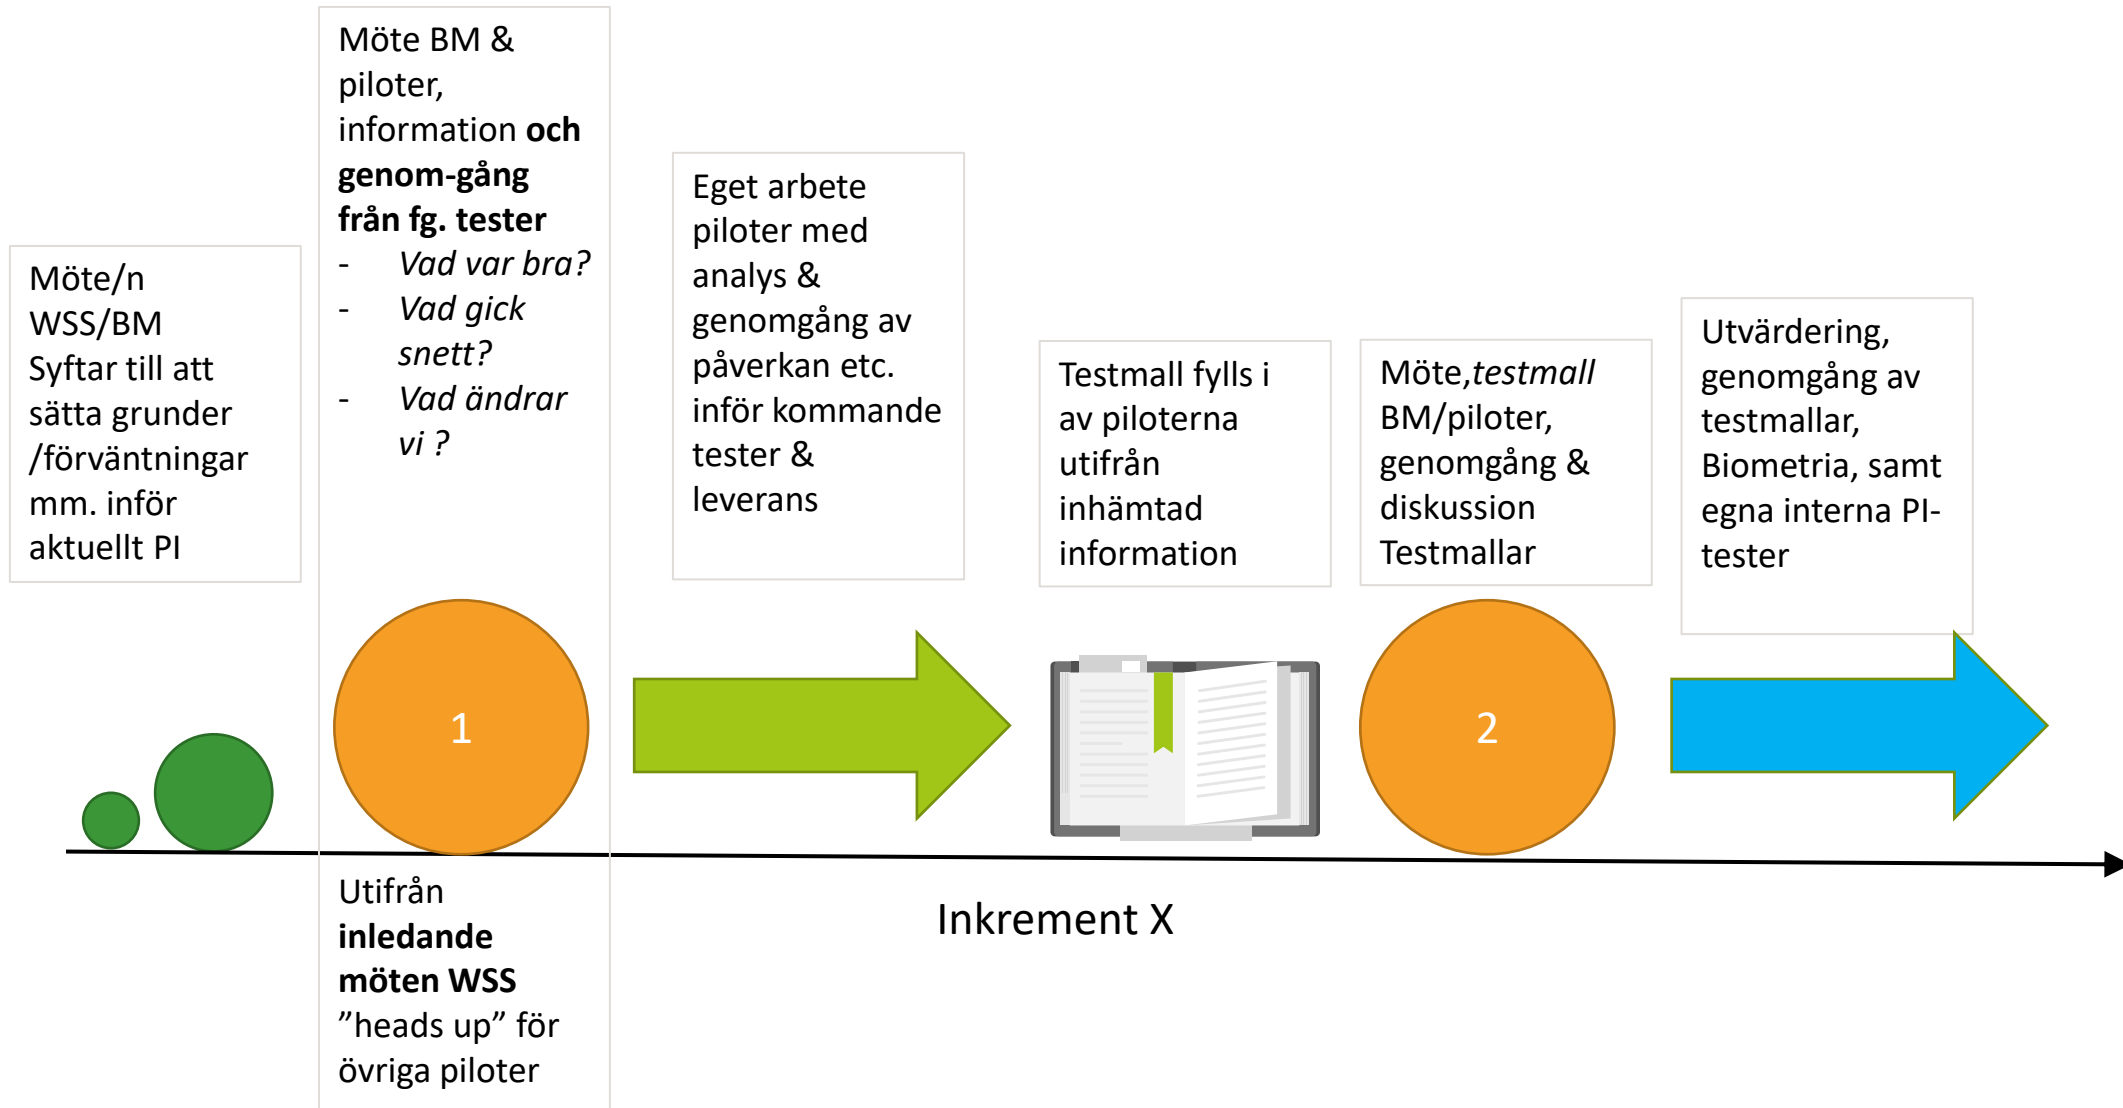 Möte/n
WSS/BM
Syftar till att
sätta grunder
/förväntningar
mm. inför
aktuellt PI
Möte BM &
piloter,
information och
genom-gång
från fg. tester
- Vad var bra?
- Vad gick
snett?
- Vad ändrar
vi ?
Eget arbete
piloter med
analys &
genomgång av
påverkan etc.
inför kommande
tester &
leverans
Testmall fylls i
av piloterna
utifrån
inhämtad
information
Möte,testmall
BM/piloter,
genomgång &
diskussion
Testmallar
Utvärdering,
genomgång av
testmallar,
Biometria, samt
egna interna PI-
tester
1
2
Utifrån
inledande
möten WSS
”heads up” för
övriga piloter
Inkrement X